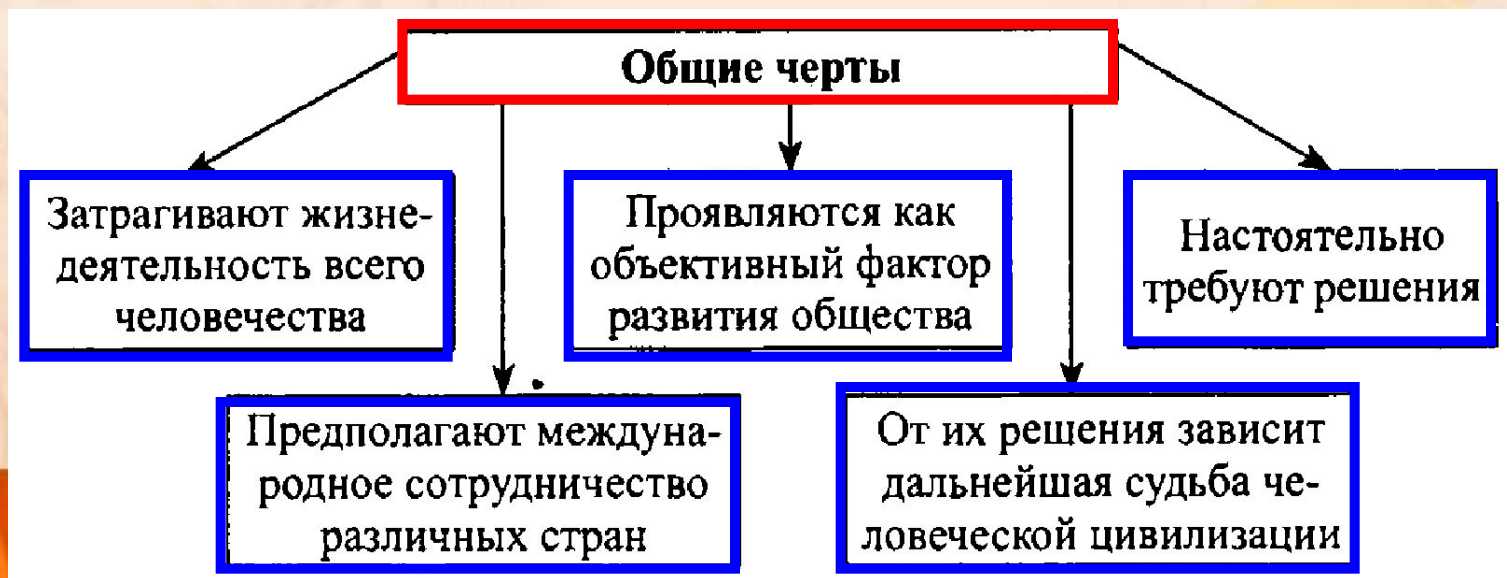 Общие черты
Затрагивают жизне-
деятельность всего
человечества
Проявляются как
объективный фактор
развития общества
Настоятельно
требуют решения
Предполагают междуна-
родное сотрудничество
различных стран
От их решения зависит
дальнейшая судьба че-
ловеческой цивилизации